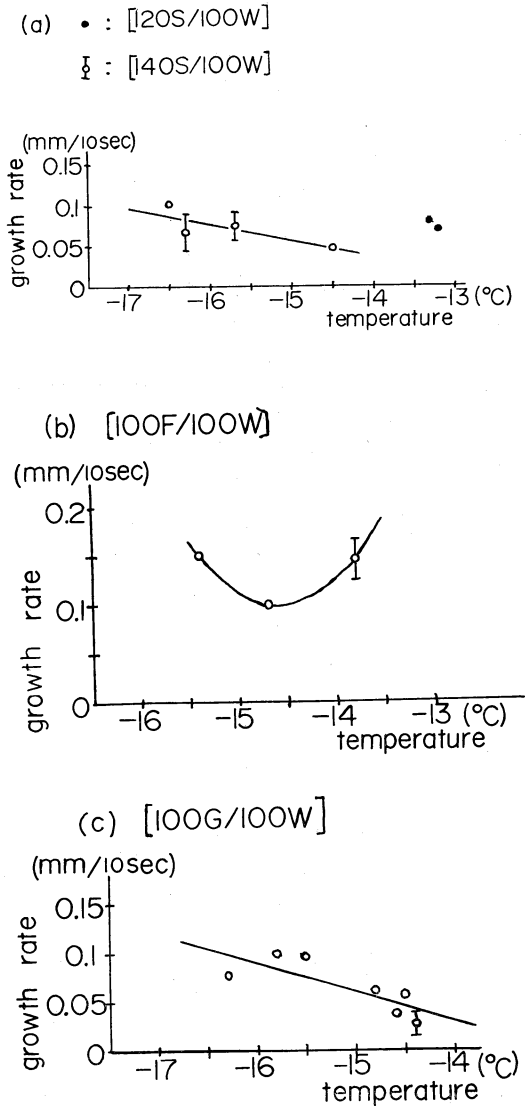 (a) • : [120S/100W]
: [140S/100W]
(mm/10sec)
growth rate
0.15
0.1
0.05
0
-17 -16 -15 -14 -13 (°C)
temperature
(b) [100F/100W]
(mm/10sec)
growth rate
0.2
0.1
0
-16 -15 -14 -13 (°C)
temperature
(c) [100G/100W]
(mm/10sec)
growth rate
0.15
0.1
0.05
0
-17 -16 -15 -14 (°C)
temperature